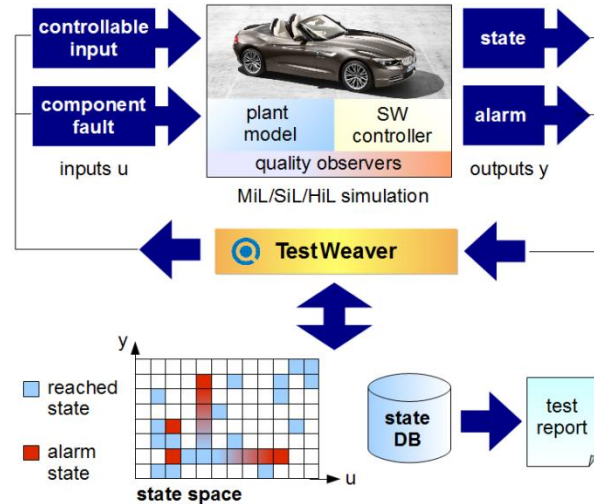 controllable
input
state
component
fault
plant
model
SW
controller
alarm
quality observers
inputs u
outputs y
MiL/SiL/HiL simulation
TestWeaver
y
reached
state
alarm
state
u
state space
state
DB
test
report